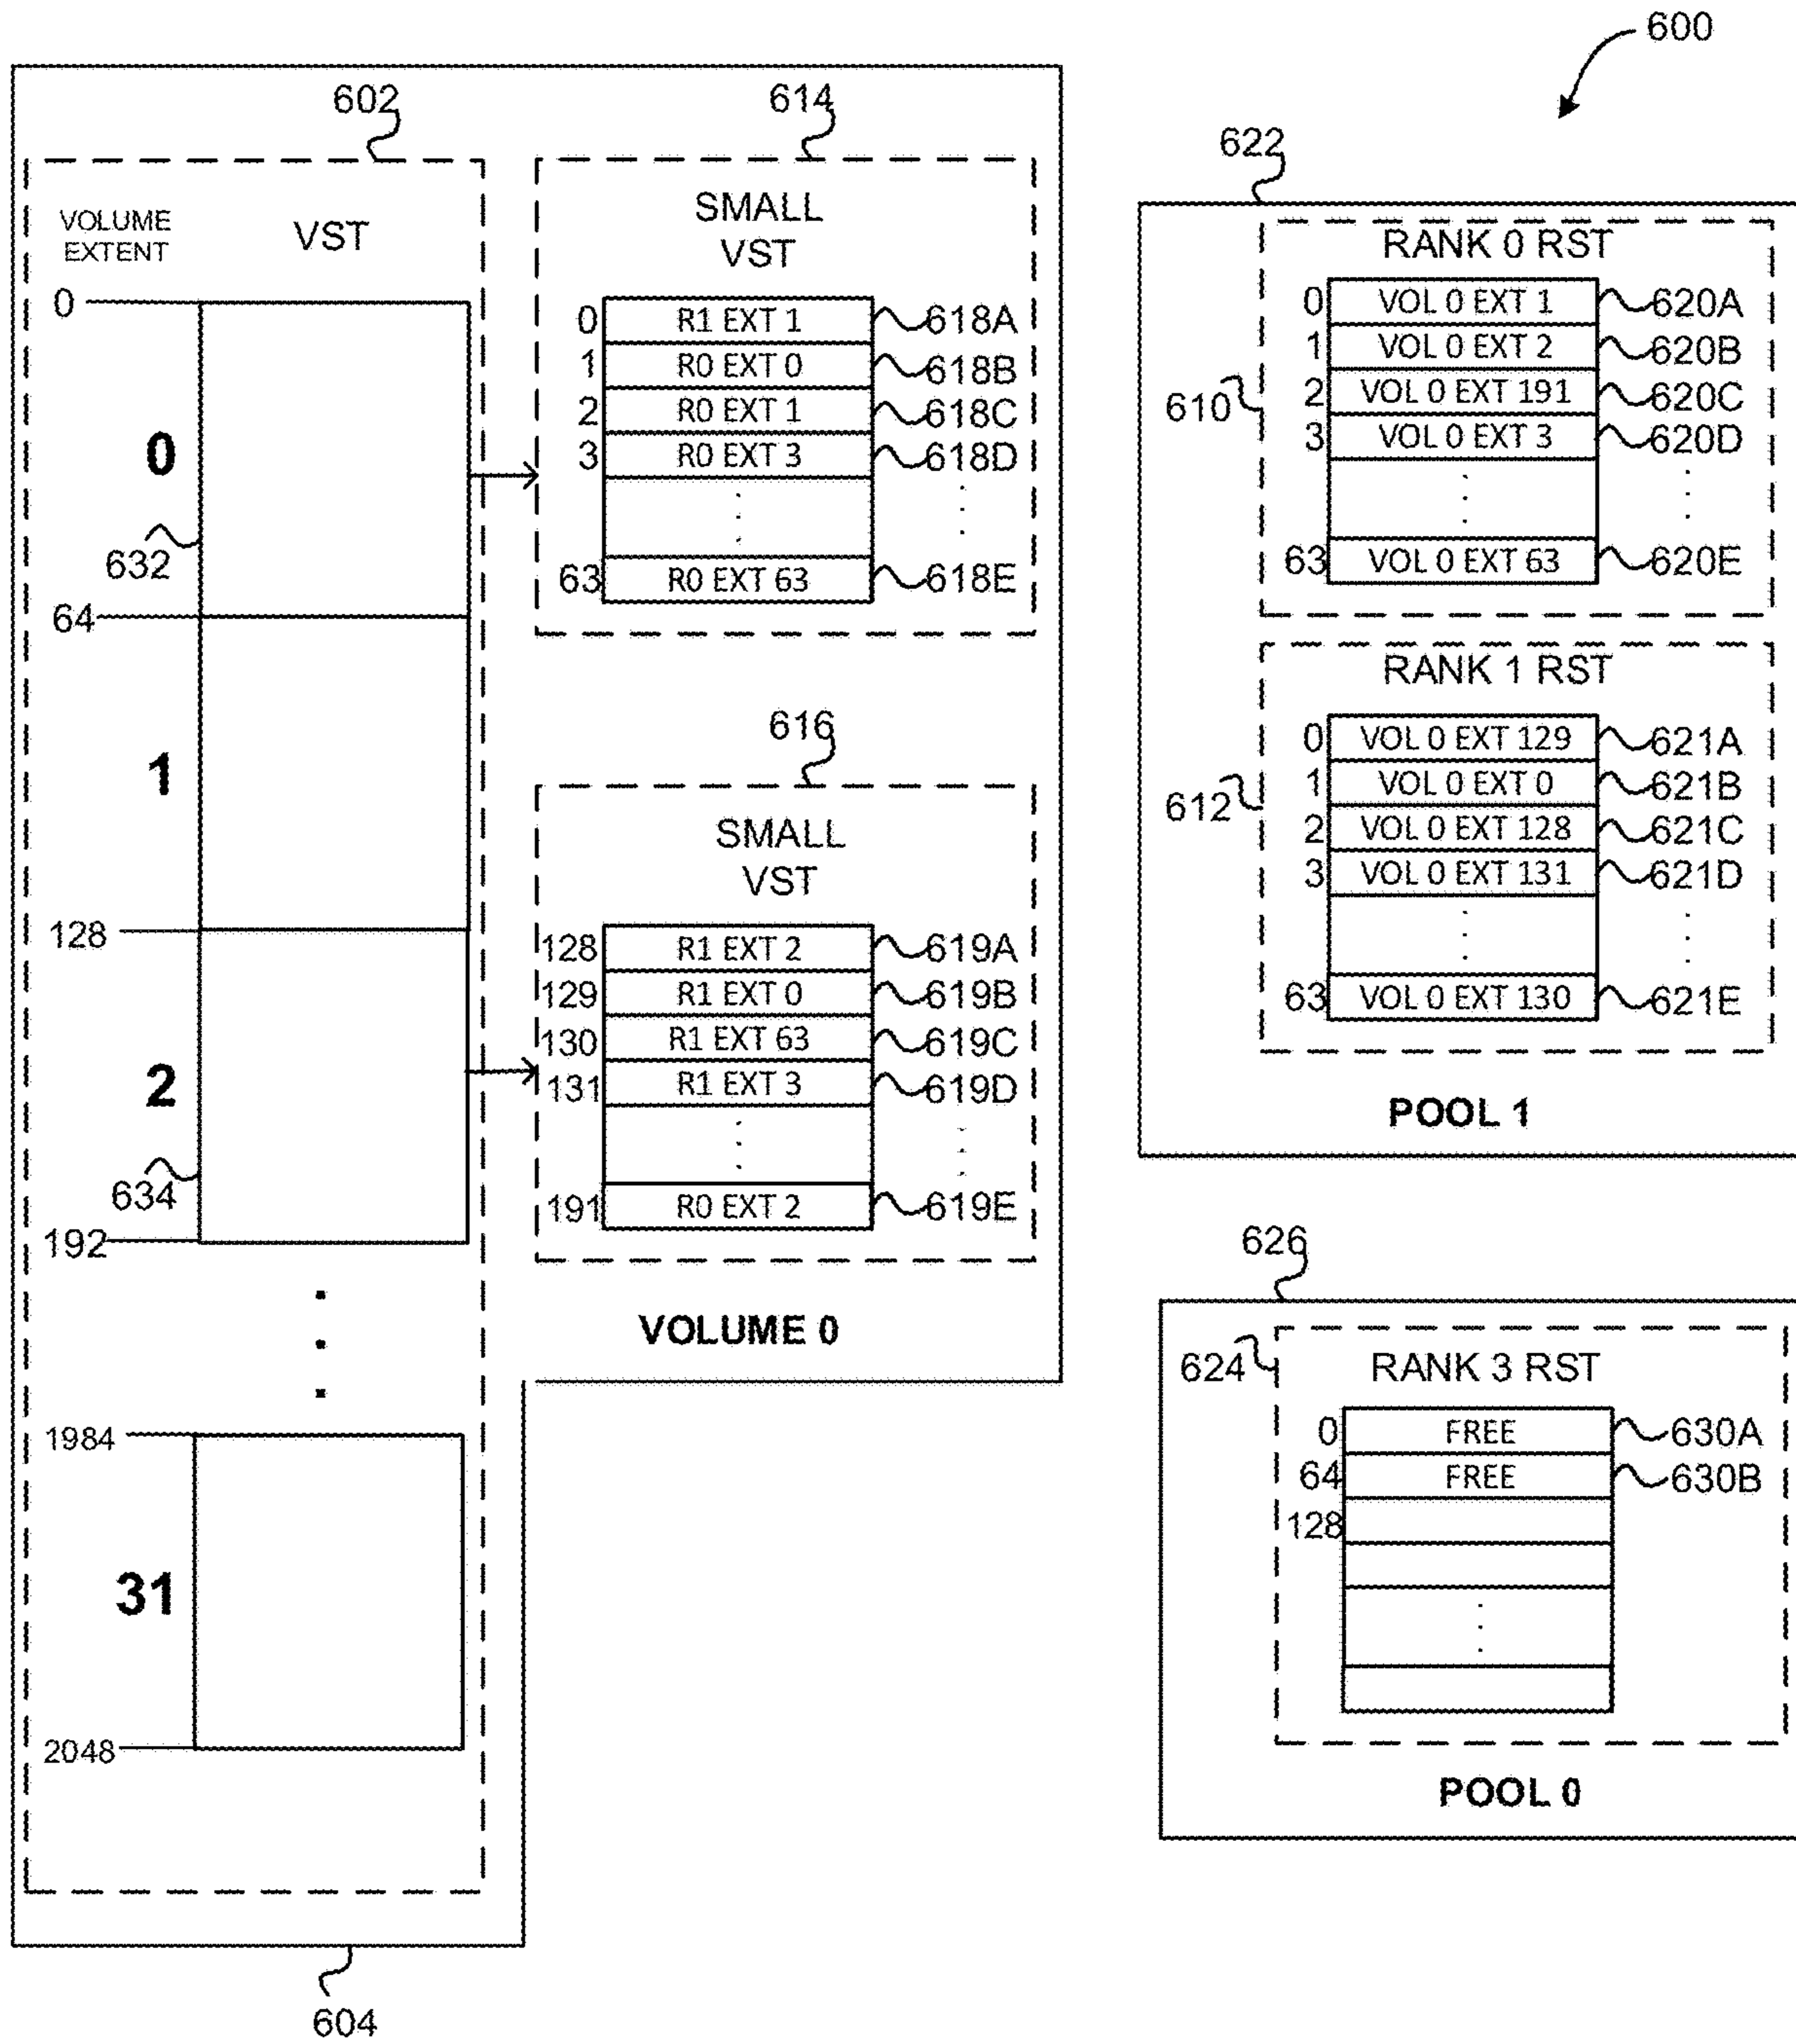 600
602
614
622
VOLUME
EXTENT
VST
SMALL
VST
0
0
632
64
1
128
2
634
192
1984
31
2048
0 R1 EXT 1 618A
1 R0 EXT 0 618B
2 R0 EXT 1 618C
3 R0 EXT 3 618D
63 R0 EXT 63 618E
616
SMALL
VST
128 R1 EXT 2 619A
129 R1 EXT 0 619B
130 R1 EXT 63 619C
131 R1 EXT 3 619D
191 R0 EXT 2 619E
VOLUME 0
604
RANK 0 RST
610
0 VOL 0 EXT 1 620A
1 VOL 0 EXT 2 620B
2 VOL 0 EXT 191 620C
3 VOL 0 EXT 3 620D
63 VOL 0 EXT 63 620E
RANK 1 RST
612
0 VOL 0 EXT 129 621A
1 VOL 0 EXT 0 621B
2 VOL 0 EXT 128 621C
3 VOL 0 EXT 131 621D
63 VOL 0 EXT 130 621E
POOL 1
626
624
RANK 3 RST
0 FREE 630A
64 FREE 630B
128
POOL 0